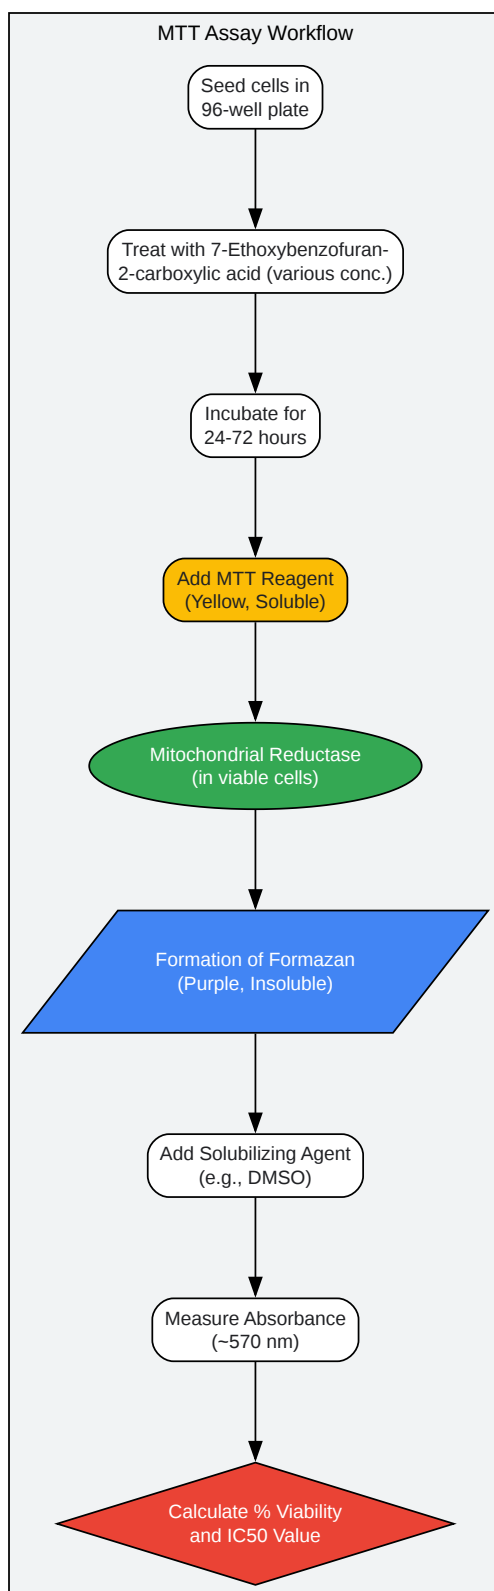 MTT Assay Workflow
Seed cells in
96-well plate
Treat with 7-Ethoxybenzofuran-
2-carboxylic acid (various conc.)
Incubate for
24-72 hours
Add MTT Reagent
(Yellow, Soluble)
Mitochondrial Reductase
(in viable cells)
Formation of Formazan
(Purple, Insoluble)
Add Solubilizing Agent
(e.g., DMSO)
Measure Absorbance
(~570 nm)
Calculate % Viability
and IC50 Value